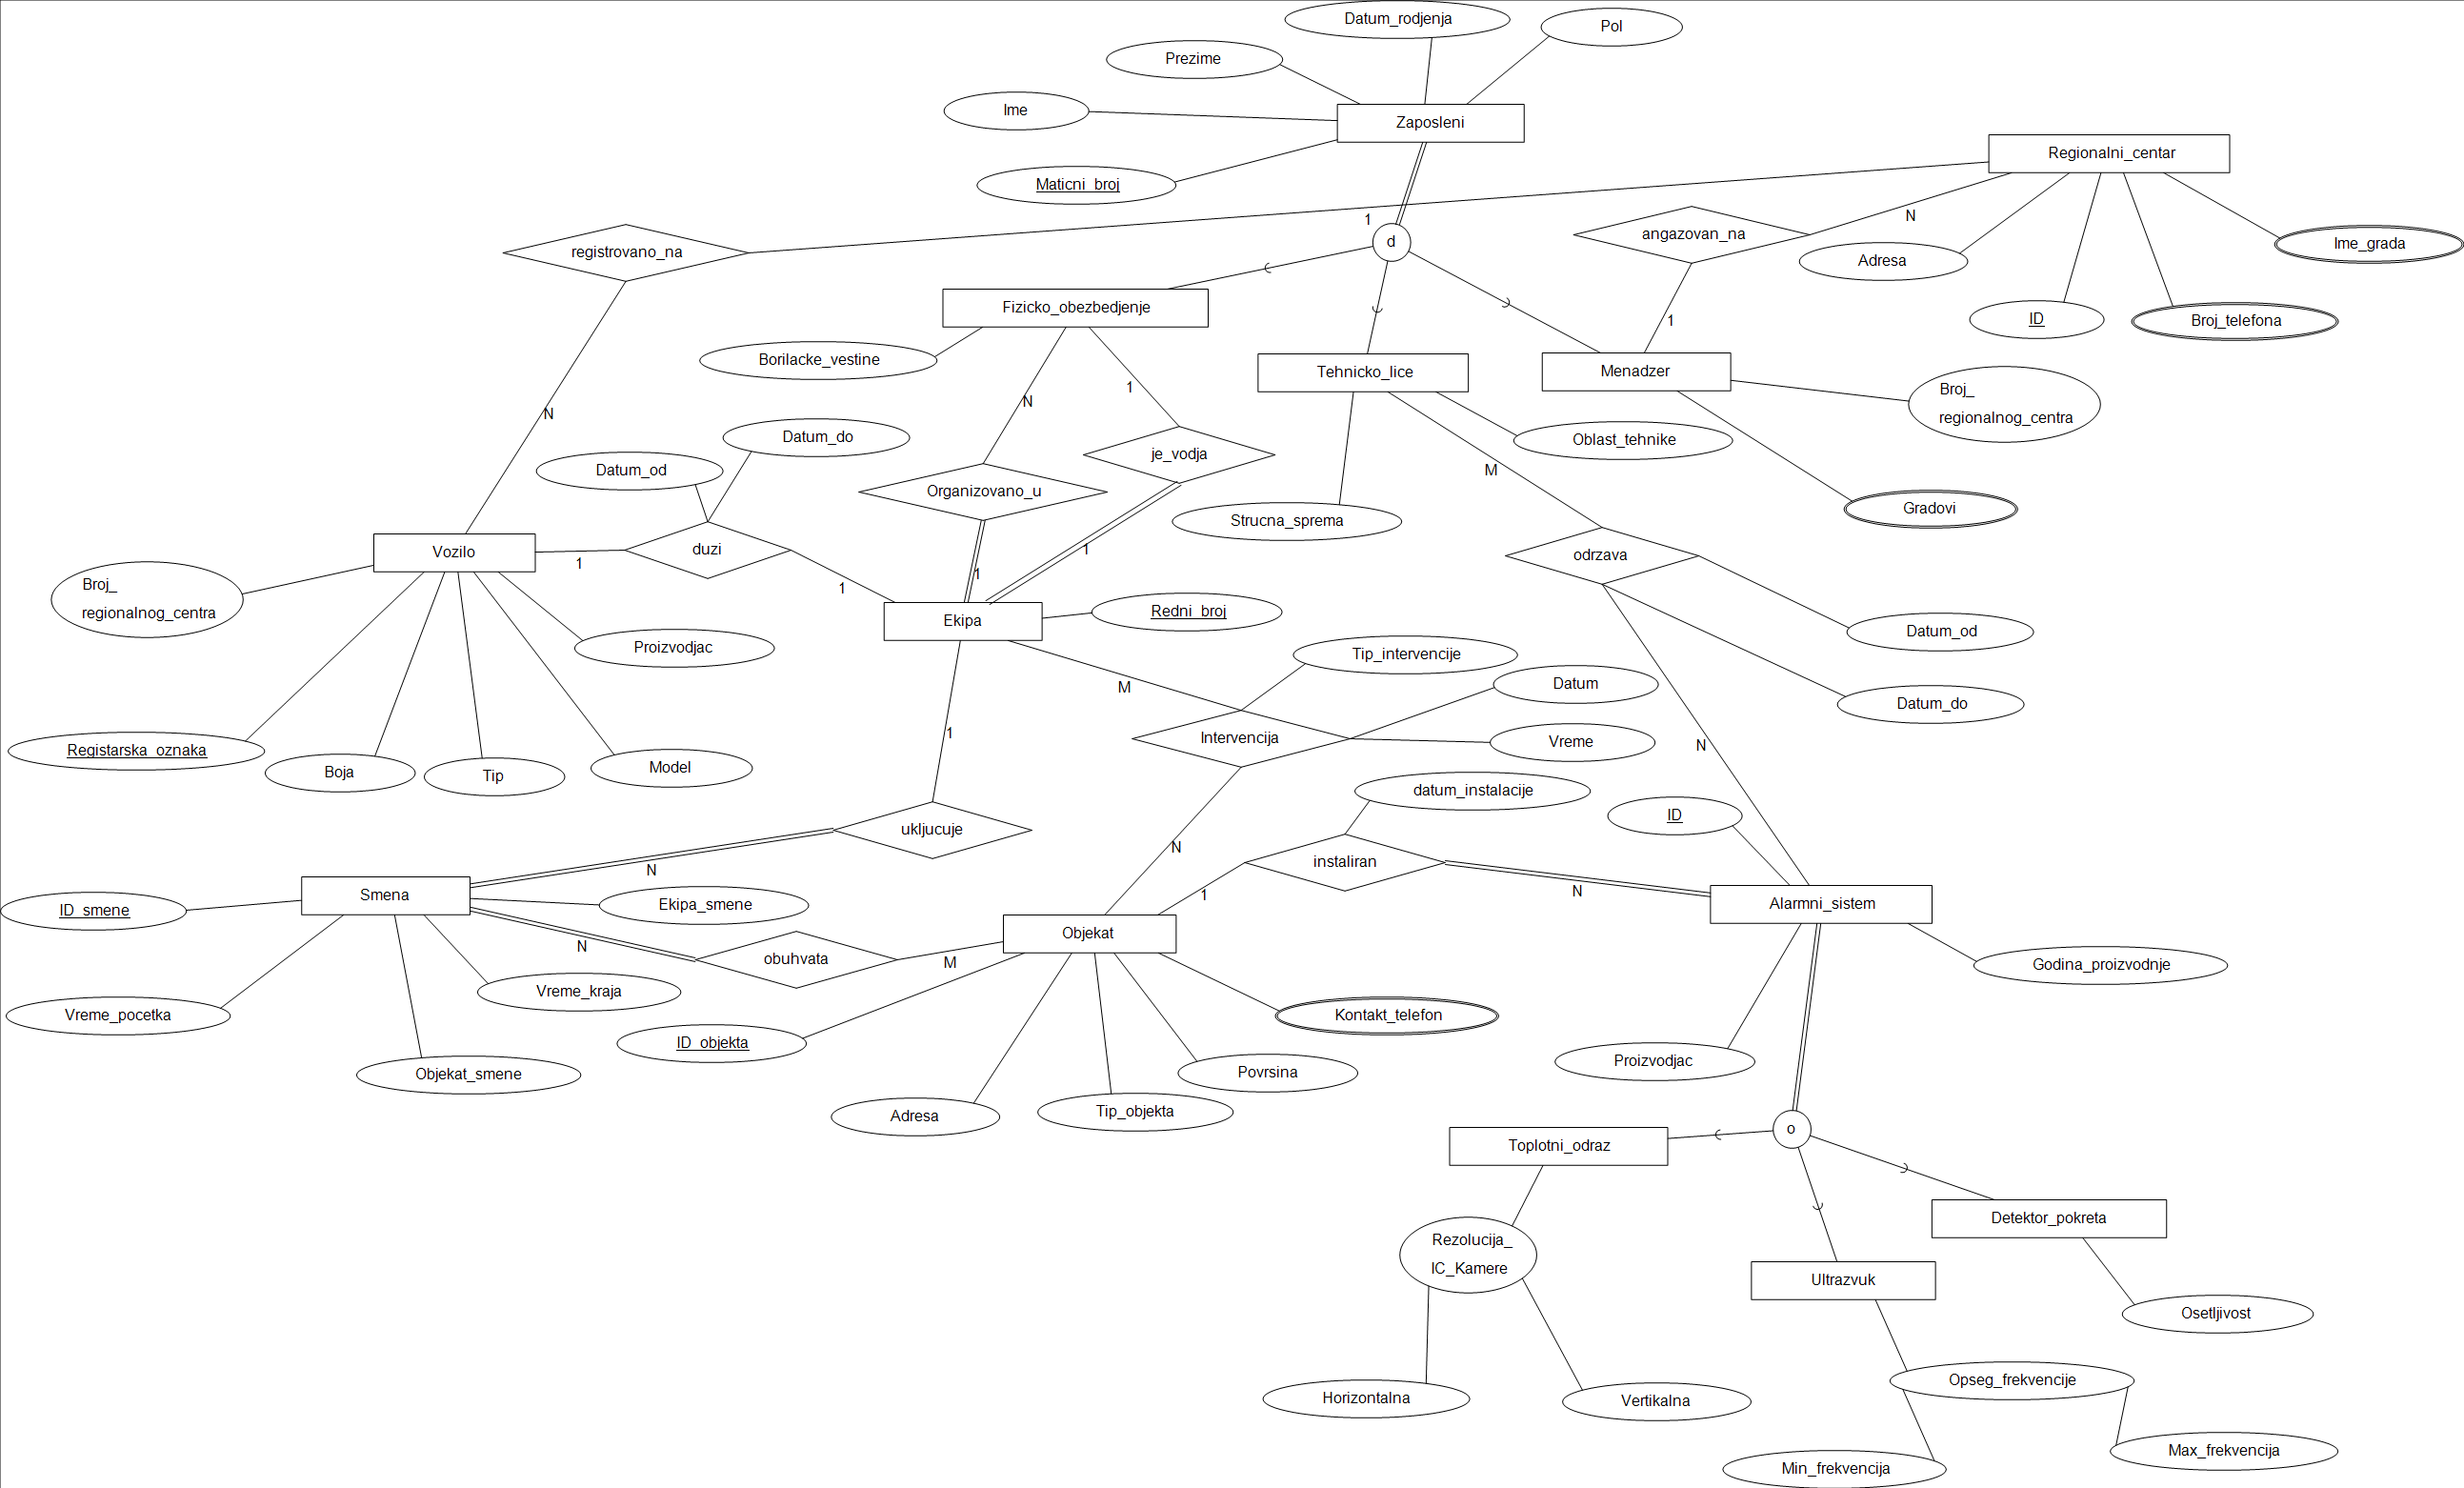 Datum_rodjenja
Pol
Prezime
Ime
Zaposleni
Maticni_broj
Regionalni_centar
1
N
registrovano_na
d
angazovan_na
Adresa
Ime_grada
ID
Broj_telefona
Fizicko_obezbedjenje
1
Borilacke_vestine
Tehnicko_lice
Menadzer
Broj_
regionalnog_centra
N
N
1
Datum_do
Oblast_tehnike
Datum_od
je_vodja
M
Organizovano_u
Strucna_sprema
Gradovi
Vozilo
1
duzi
1
odrzava
Broj_
regionalnog_centra
1
1
Ekipa
Redni_broj
Datum_od
Proizvodjac
Tip_intervencije
Datum
M
Datum_do
Registarska_oznaka
Boja
Tip
Model
1
Intervencija
Vreme
N
datum_instalacije
ID
ukljucuje
N
N
instaliran
Smena
1
N
ID_smene
Ekipa_smene
Objekat
Alarmni_sistem
N
obuhvata
M
Vreme_pocetka
Vreme_kraja
Kontakt_telefon
Godina_proizvodnje
ID_objekta
Objekat_smene
Povrsina
Proizvodjac
Adresa
Tip_objekta
Toplotni_odraz
o
Rezolucija_
IC_Kamere
Detektor_pokreta
Ultrazvuk
Osetljivost
Horizontalna
Vertikalna
Opseg_frekvencije
Min_frekvencija
Max_frekvencija